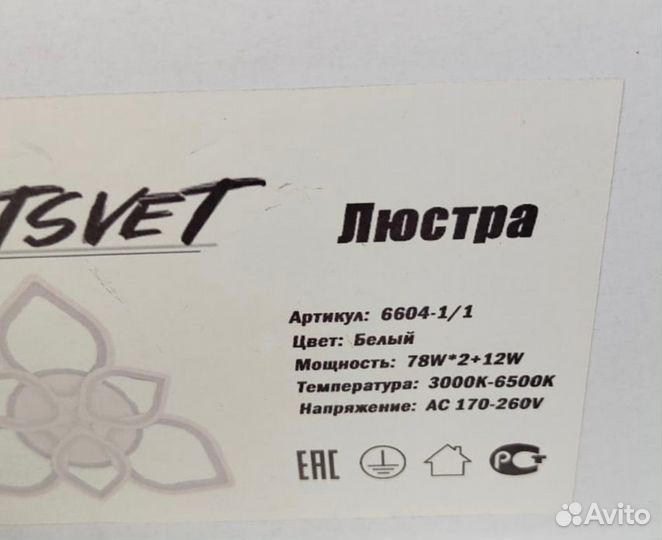 TSVET
Люстра
Артикул: 6604-1/1
Цвет: Белый
Мощность: 78W*2+12W
Температура: 3000K-6500K
Напряжение: AC 170-260V
EAC
РСТ
Avito